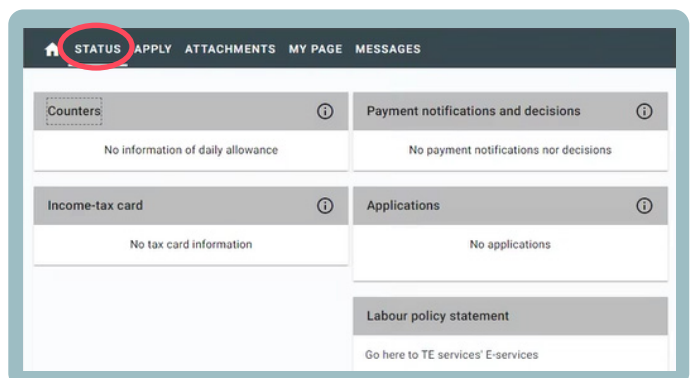 STATUS APPLY ATTACHMENTS MY PAGE MESSAGES
Counters
No information of daily allowance
Payment notifications and decisions
No payment notifications nor decisions
Income-tax card
No tax card information
Applications
No applications
Labour policy statement
Go here to TE services' E-services